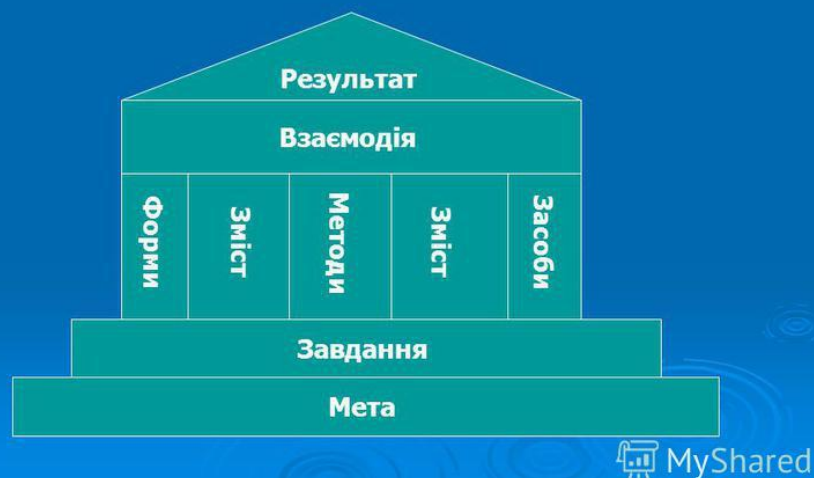 Результат
Взаємодія
Форми
Зміст
Методи
Зміст
Засоби
Завдання
Мета
MyShared